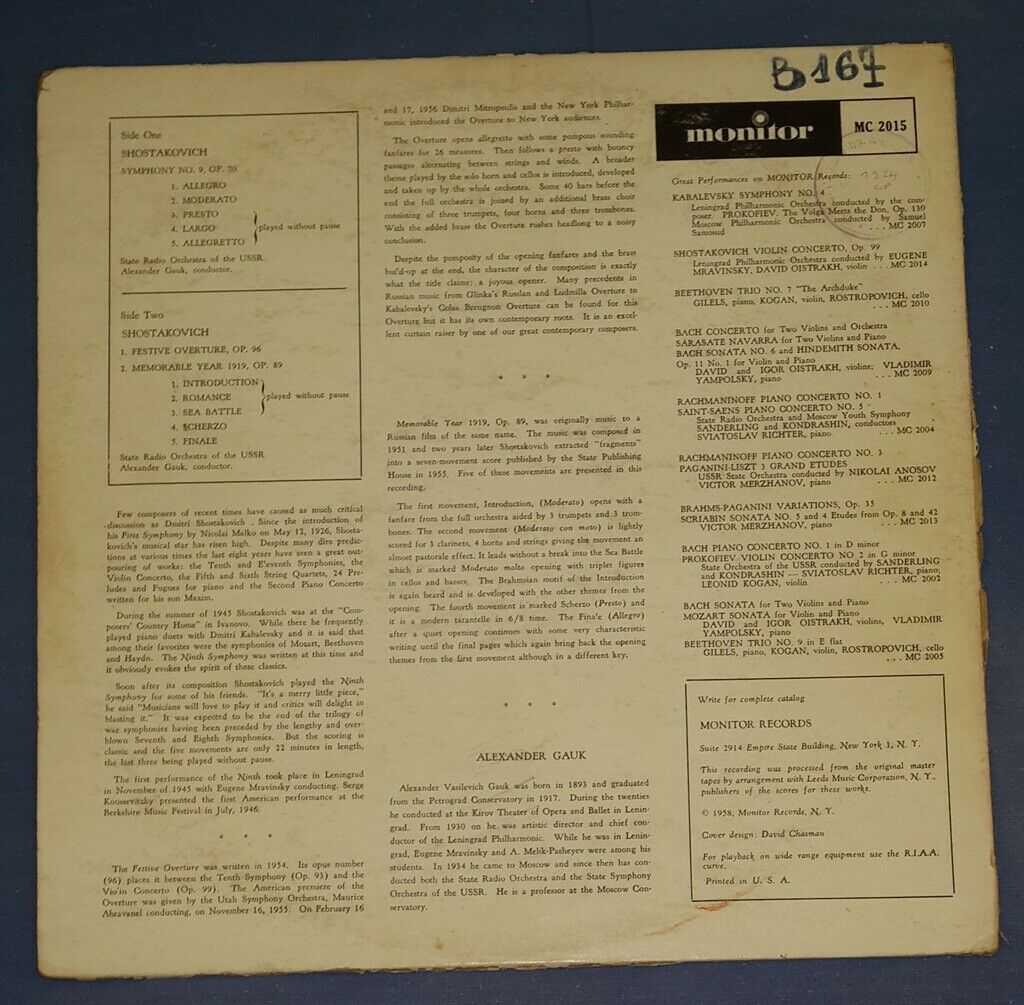 B167
Side One
SHOSTAKOVICH
SYMPHONY NO. 9, OP. 70
1. ALLEGRO
2. MODERATO
3. PRESTO
4. LARGO
5. ALLEGRETTO
played without pause
State Radio Orchestra of the USSR
Alexander Gauk, conductor.
Side Two
SHOSTAKOVICH
1. FESTIVE OVERTURE, OP. 96
2. MEMORABLE YEAR 1919, OP. 89
1. INTRODUCTION
2. ROMANCE
3. SEA BATTLE
played without pause
4. SCHERZO
5. FINALE
State Radio Orchestra of the USSR
Alexander Gauk, conductor.
Few composers of recent times have caused as much critical
discussion as Dmitri Shostakovich . Since the introduction of
his First Symphony by Nicolai Malko on May 12, 1926, Shosta-
kovich's musical star has risen high. Despite many dire predic-
tions at various times the last eight years have seen a great out-
pouring of works: the Tenth and Eleventh Symphonies, the
Violin Concerto, the Fifth and Sixth String Quartets, 24 Pre-
ludes and Fugues for piano and the Second Piano Concerto
written for his son Maxim.
During the summer of 1945 Shostakovich was at the "Com-
posers' Country Home" in Ivanovo. While there he frequently
played piano duets with Dmitri Kabalevsky and it is said that
among their favorites were the symphonies of Mozart, Beethoven
and Haydn. The Ninth Symphony was written at this time and
it obviously evokes the spirit of these classics.
Soon after its composition Shostakovich played the Ninth
Symphony for some of his friends. "It's a merry little piece,"
he said "Musicians will love to play it and critics will delight in
blasting it." It was expected to be the end of the trilogy of
war symphonies having been preceded by the lengthy and over-
blown Seventh and Eighth Symphonies. But the scoring is
classic and the five movements are only 22 minutes in length,
the last three being played without pause.
The first performance of the Ninth took place in Leningrad
in November of 1945 with Eugene Mravinsky conducting. Serge
Koussevitzky presented the first American performance at the
Berkshire Music Festival in July, 1946.
* * *
The Festive Overture was written in 1954. Its opus number
(96) places it between the Tenth Symphony (Op. 93) and the
Violin Concerto (Op. 99). The American premiere of the
Overture was given by the Utah Symphony Orchestra, Maurice
Abravanel conducting, on November 16, 1955. On February 16
and 17, 1956 Dimitri Mitropoulis and the New York Philhar-
monic introduced the Overture to New York audiences.
The Overture opens allegretto with some pompous sounding
fanfares for 26 measures. Then follows a presto with bouncy
passages alternating between strings and winds. A broader
theme played by the solo horn and cellos is introduced, developed
and taken up by the whole orchestra. Some 40 bars before the
end the full orchestra is joined by an additional brass choir
consisting of three trumpets, four horns and three trombones.
With the added brass the Overture rushes headlong to a noisy
conclusion.
Despite the pomposity of the opening fanfares and the brass
build-up at the end, the character of the composition is exactly
what the title claims: a joyous opener. Many precedents in
Russian music from Glinka's Russlan and Ludmilla Overture to
Kabalevsky's Colas Breugnon Overture can be found for this
Overture but it has its own contemporary roots. It is an excel-
lent curtain raiser by one of our great contemporary composers.
* * *
Memorable Year 1919, Op. 89, was originally music to a
Russian film of the same name. The music was composed in
1951 and two years later Shostakovich extracted "fragments"
into a seven-movement score published by the State Publishing
House in 1955. Five of these movements are presented in this
recording.
The first movement, Introduction, (Moderato) opens with a
fanfare from the full orchestra aided by 3 trumpets and 3 trom-
bones. The second movement (Moderato con moto) is lightly
scored for 3 clarinets, 4 horns and strings giving the movement an
almost pastorale effect. It leads without a break into the Sea Battle
which is marked Moderato molto opening with triplet figures
in cellos and basses. The Brahmsian motif of the Introduction
is again heard and is developed with the other themes from the
opening. The fourth movement is marked Scherzo (Presto) and
it is a modern tarantelle in 6/8 time. The Finale (Allegro)
after a quiet opening continues with some very characteristic
writing until the final pages which again bring back the opening
themes from the first movement although in a different key.
* * *
ALEXANDER GAUK
Alexander Vasilevich Gauk was born in 1893 and graduated
from the Petrograd Conservatory in 1917. During the twenties
he conducted at the Kirov Theater of Opera and Ballet in Lenin-
grad. From 1930 on he was artistic director and chief con-
ductor of the Leningrad Philharmonic. While he was in Lenin-
grad, Eugene Mravinsky and A. Melik-Pasheyev were among his
students. In 1934 he came to Moscow and since then has con-
ducted both the State Radio Orchestra and the State Symphony
Orchestra of the USSR. He is a professor at the Moscow Con-
servatory.
monitor
MC 2015
1324
LP
Great Performances on MONITOR Records:
KABALEVSKY SYMPHONY NO. 4
Leningrad Philharmonic Orchestra conducted by the com-
poser. PROKOFIEV, The Volga Meets the Don, Op. 130
Moscow Philharmonic Orchestra conducted by Samuel
Samosud . . . MC 2007
SHOSTAKOVICH VIOLIN CONCERTO, Op. 99
Leningrad Philharmonic Orchestra conducted by EUGENE
MRAVINSKY, DAVID OISTRAKH, violin . . . MC 2014
BEETHOVEN TRIO NO. 7 "The Archduke"
GILELS, piano, KOGAN, violin, ROSTROPOVICH, cello
. . . MC 2010
BACH CONCERTO for Two Violins and Orchestra
SARASATE NAVARRA for Two Violins and Piano
BACH SONATA NO. 6 and HINDEMITH SONATA,
Op. 11 No. 1 for Violin and Piano
DAVID and IGOR OISTRAKH, violins; VLADIMIR
YAMPOLSKY, piano . . . MC 2009
RACHMANINOFF PIANO CONCERTO NO. 1
SAINT-SAENS PIANO CONCERTO NO. 5
State Radio Orchestra and Moscow Youth Symphony
SANDERLING and KONDRASHIN, conductors
SVIATOSLAV RICHTER, piano . . . MC 2004
RACHMANINOFF PIANO CONCERTO NO. 3
PAGANINI-LISZT 3 GRAND ETUDES
USSR State Orchestra conducted by NIKOLAI ANOSOV
VICTOR MERZHANOV, piano . . . MC 2012
BRAHMS-PAGANINI VARIATIONS, Op. 35
SCRIABIN SONATA NO. 5 and 4 Etudes from Op. 8 and 42
VICTOR MERZHANOV, piano . . . MC 2013
BACH PIANO CONCERTO NO. 1 in D minor
PROKOFIEV VIOLIN CONCERTO NO 2 in G minor
State Orchestra of the USSR conducted by SANDERLING
and KONDRASHIN — SVIATOSLAV RICHTER, piano;
LEONID KOGAN, violin . . . MC 2002
BACH SONATA for Two Violins and Piano
MOZART SONATA for Violin and Piano
DAVID and IGOR OISTRAKH, violins, VLADIMIR
YAMPOLSKY, piano
BEETHOVEN TRIO NO. 9 in E flat
GILELS, piano, KOGAN, violin, ROSTROPOVICH, cello
. . . MC 2005
Write for complete catalog
MONITOR RECORDS
Suite 2914 Empire State Building, New York 1, N. Y.
This recording was processed from the original master
tapes by arrangement with Leeds Music Corporation, N. Y.,
publishers of the scores for these works.
© 1958, Monitor Records, N. Y.
Cover design: David Chasman
For playback on wide range equipment use the R.I.A.A.
curve.
Printed in U. S. A.